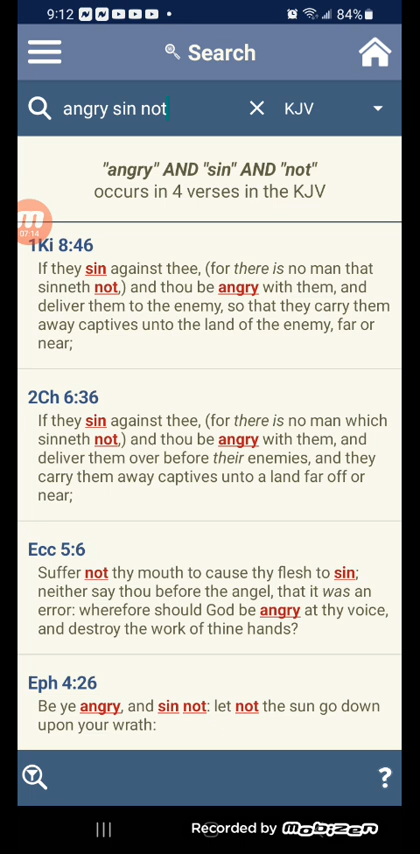 9:12 84%
Search
angry sin not KJV
"angry" AND "sin" AND "not"
occurs in 4 verses in the KJV
m
07:14
1Ki 8:46
If they sin against thee, (for there is no man that
sinneth not,) and thou be angry with them, and
deliver them to the enemy, so that they carry them
away captives unto the land of the enemy, far or
near;
2Ch 6:36
If they sin against thee, (for there is no man which
sinneth not,) and thou be angry with them, and
deliver them over before their enemies, and they
carry them away captives unto a land far off or
near;
Ecc 5:6
Suffer not thy mouth to cause thy flesh to sin;
neither say thou before the angel, that it was an
error: wherefore should God be angry at thy voice,
and destroy the work of thine hands?
Eph 4:26
Be ye angry, and sin not: let not the sun go down
upon your wrath:
?
Recorded by mobizen